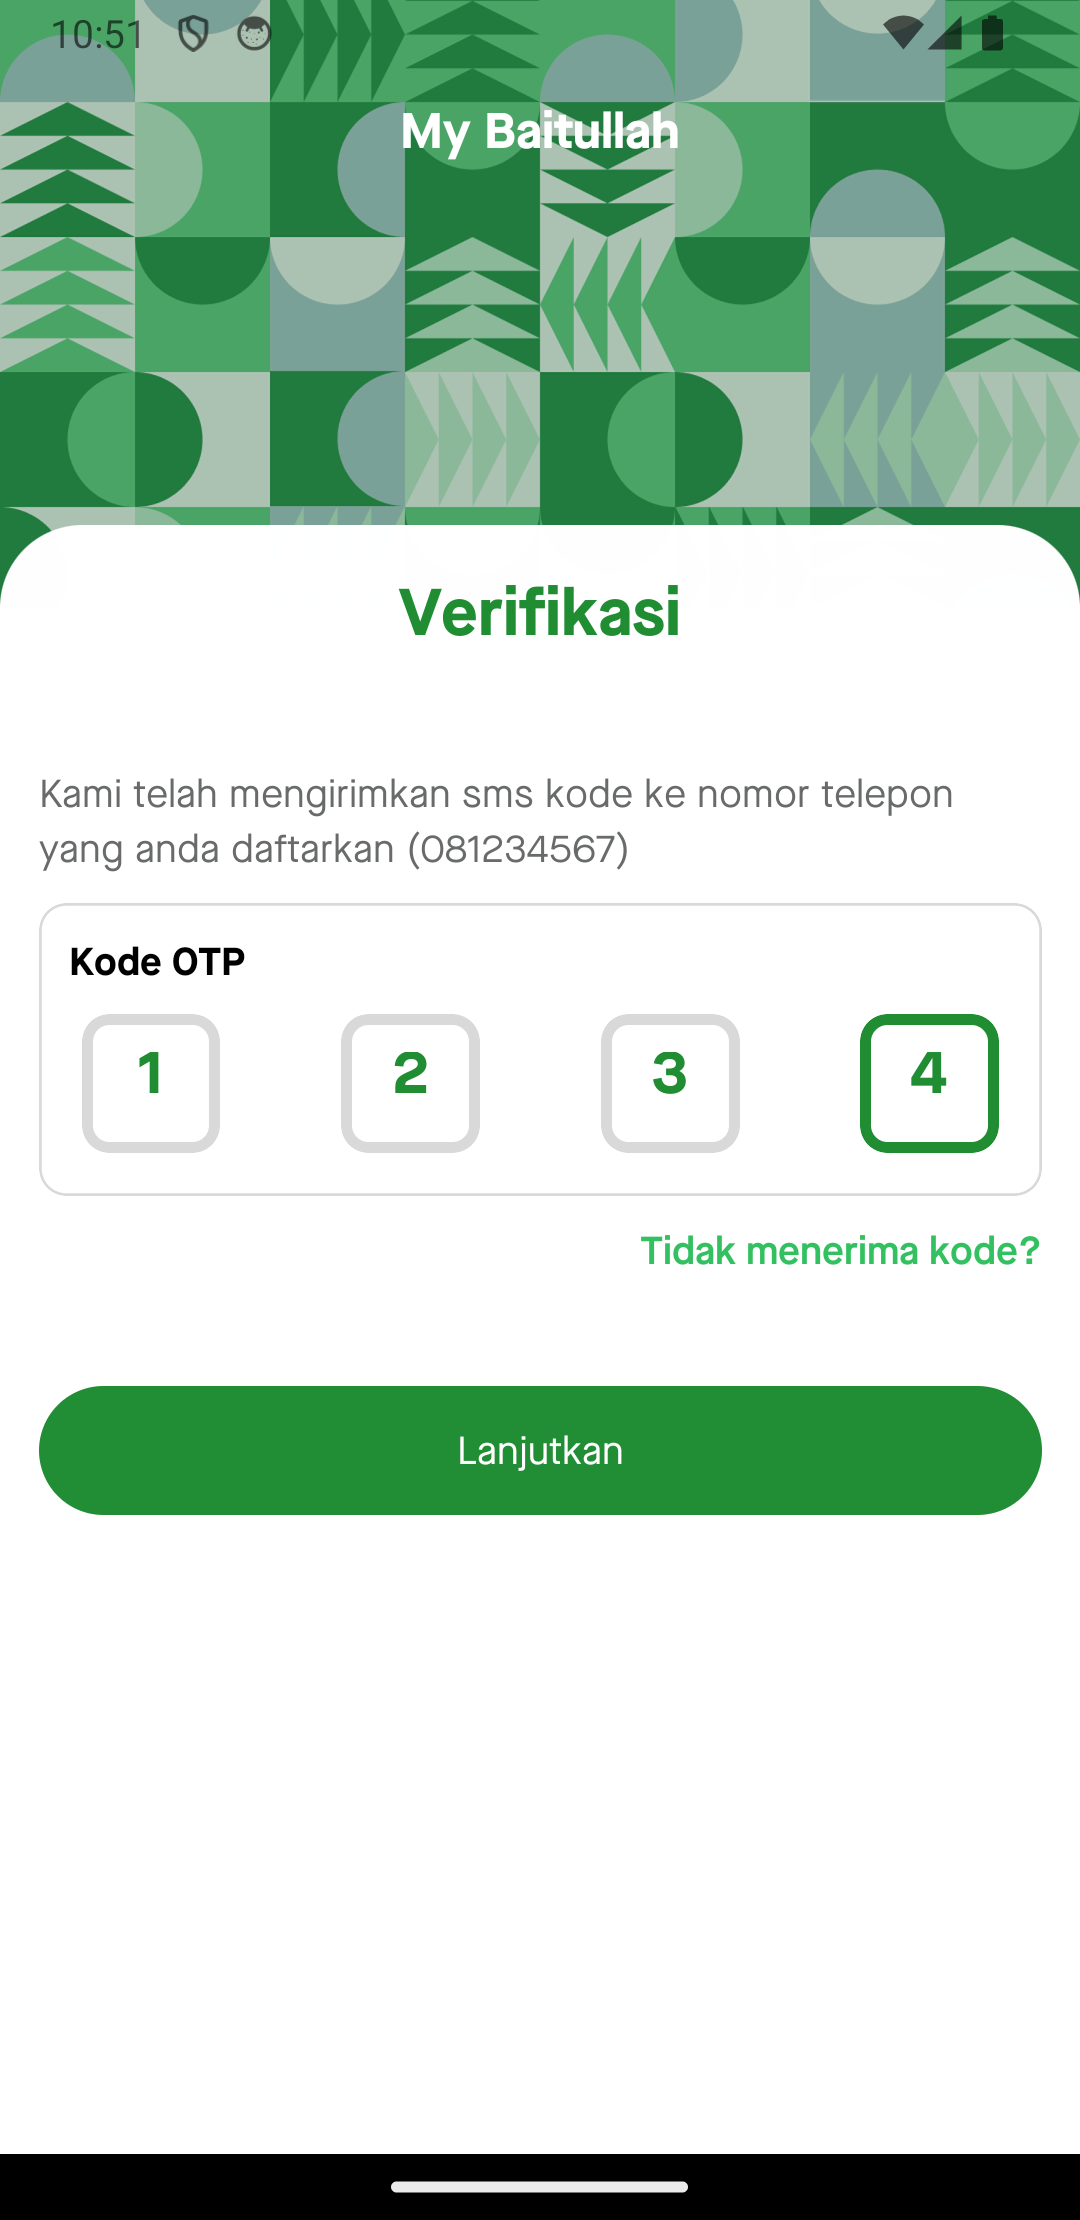 10:51
My Baitullah
Verifikasi
Kami telah mengirimkan sms kode ke nomor telepon
yang anda daftarkan (081234567)
Kode OTP
1 2 3 4
Tidak menerima kode?
Lanjutkan